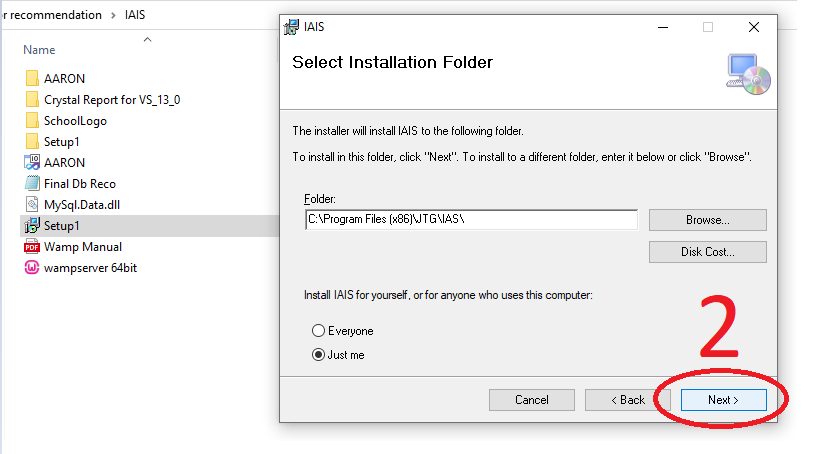 r recommendation > IAIS
Name
AARON
Crystal Report for VS_13_0
SchoolLogo
Setup1
AARON
Final Db Reco
MySql.Data.dll
Setup1
Wamp Manual
wampserver 64bit
IAIS
Select Installation Folder
The installer will install IAIS to the following folder.
To install in this folder, click "Next". To install to a different folder, enter it below or click "Browse".
Folder:
C:\Program Files (x86)\JTG\IAS\
Browse...
Disk Cost...
Install IAIS for yourself, or for anyone who uses this computer:
Everyone
Just me
2
Cancel
< Back
Next >
PDF